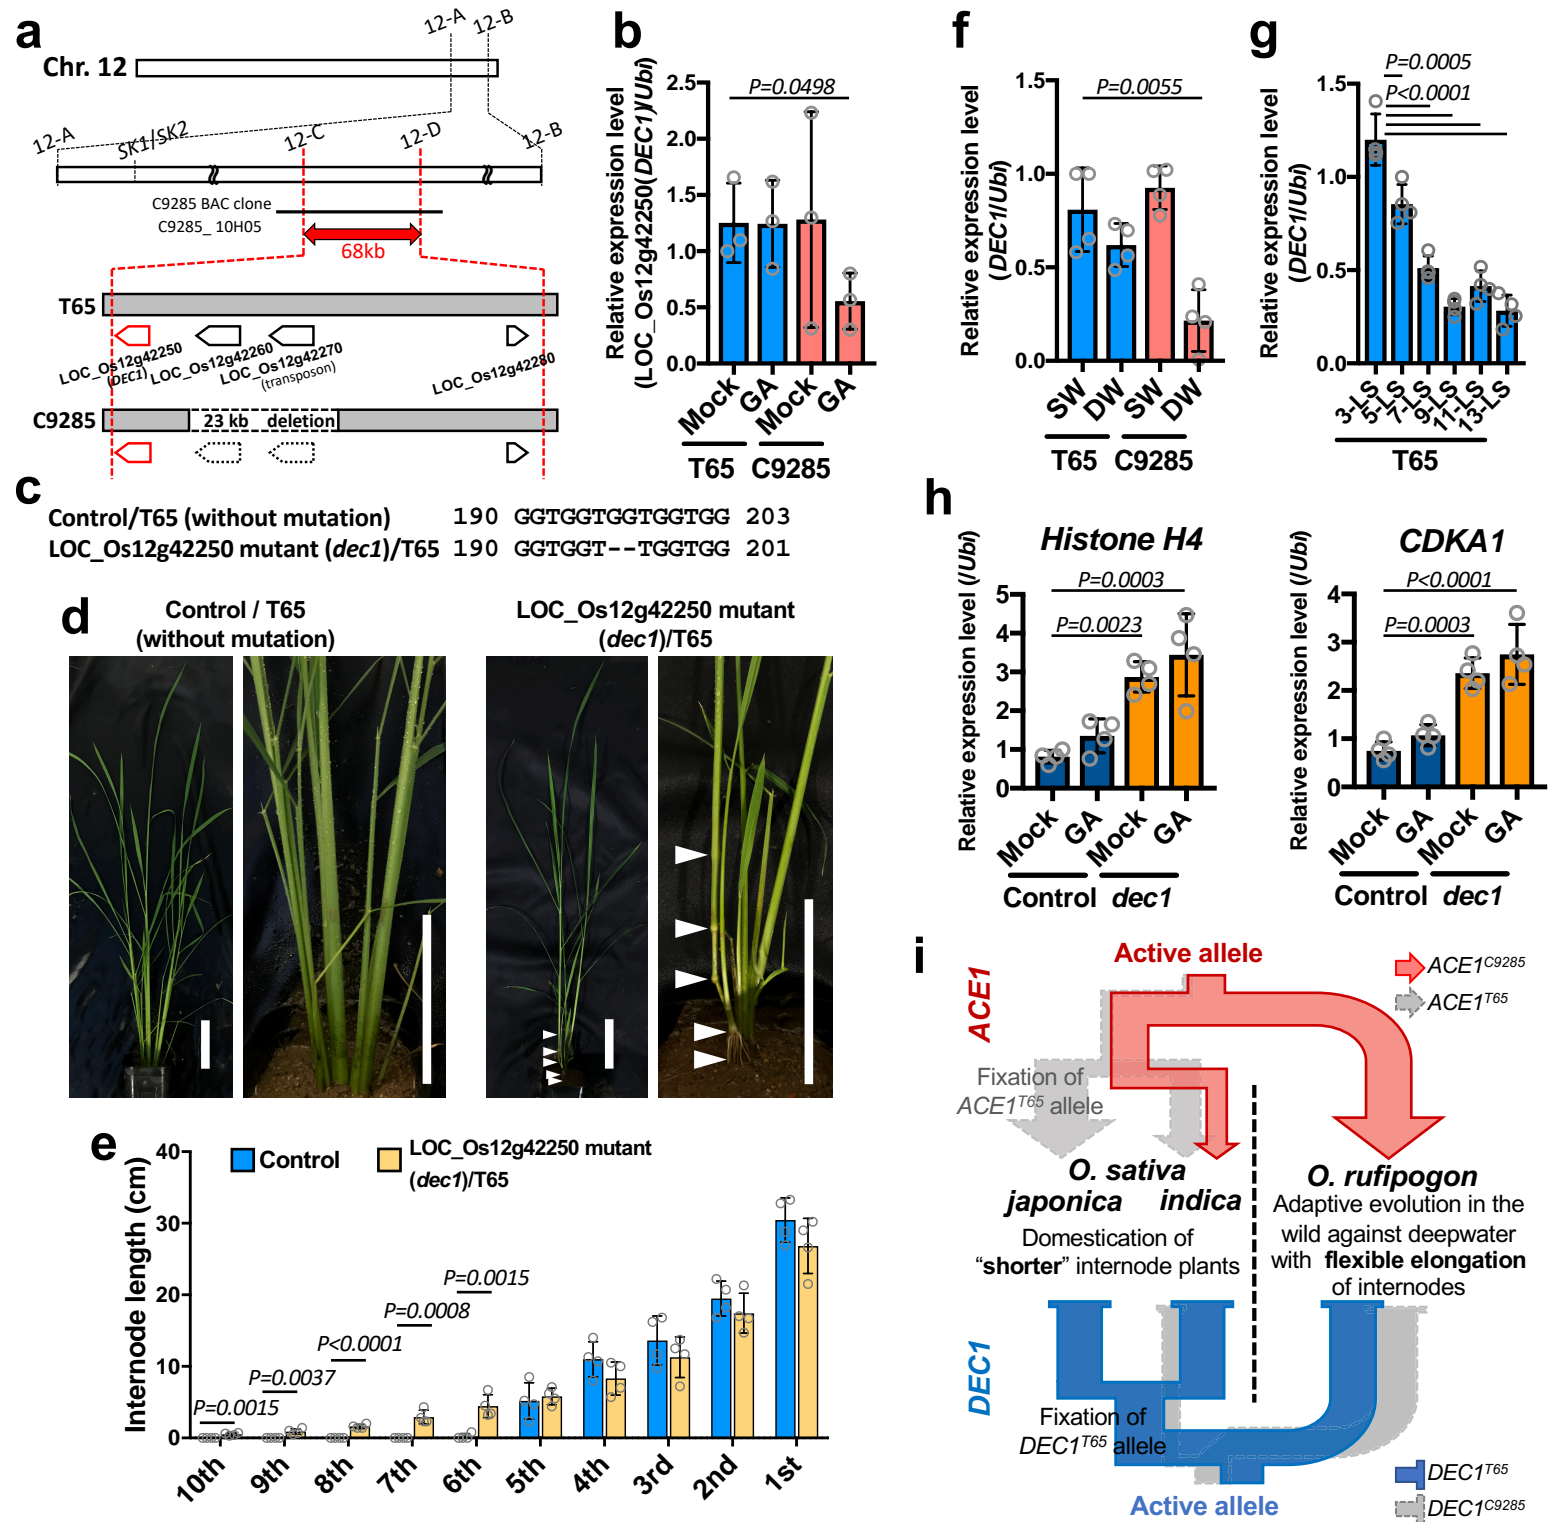 a
Chr. 12
12-A
12-B
12-A
SK1/SK2
12-C
12-D
12-B
C9285 BAC clone
C9285_ 10H05
68kb
T65
LOC_Os12g42250
(DEC1)
LOC_Os12g42260
LOC_Os12g42270
(transposon)
LOC_Os12g42280
C9285
23 kb deletion
b
Relative expression level
(LOC_Os12g42250(DEC1)/Ubi)
2.5
2.0
1.5
1.0
0.5
0.0
P=0.0498
Mock
GA
Mock
GA
T65
C9285
f
Relative expression level
(DEC1/Ubi)
1.5
1.0
0.5
0.0
P=0.0055
SW
DW
SW
DW
T65
C9285
g
Relative expression level
(DEC1/Ubi)
1.5
1.0
0.5
0.0
P=0.0005
P<0.0001
3-LS
5-LS
7-LS
9-LS
11-LS
13-LS
T65
c
Control/T65 (without mutation) 190 GGTGGTGGTGGTGG 203
LOC_Os12g42250 mutant (dec1)/T65 190 GGTGGT--TGGTGG 201
d
Control / T65
(without mutation)
LOC_Os12g42250 mutant
(dec1)/T65
h
Histone H4
Relative expression level (/Ubi)
5
4
3
2
1
0
P=0.0003
P=0.0023
Mock
GA
Mock
GA
Control
dec1
CDKA1
Relative expression level (/Ubi)
4
3
2
1
0
P<0.0001
P=0.0003
Mock
GA
Mock
GA
Control
dec1
e
Internode length (cm)
40
30
20
10
0
Control
LOC_Os12g42250 mutant
(dec1)/T65
P=0.0015
P=0.0037
P<0.0001
P=0.0008
P=0.0015
10th
9th
8th
7th
6th
5th
4th
3rd
2nd
1st
i
Active allele
ACE1
ACE1C9285
ACE1T65
Fixation of
ACE1T65 allele
O. sativa
japonica indica
Domestication of
“shorter” internode plants
O. rufipogon
Adaptive evolution in the
wild against deepwater
with flexible elongation
of internodes
DEC1
Fixation of
DEC1T65 allele
Active allele
DEC1T65
DEC1C9285